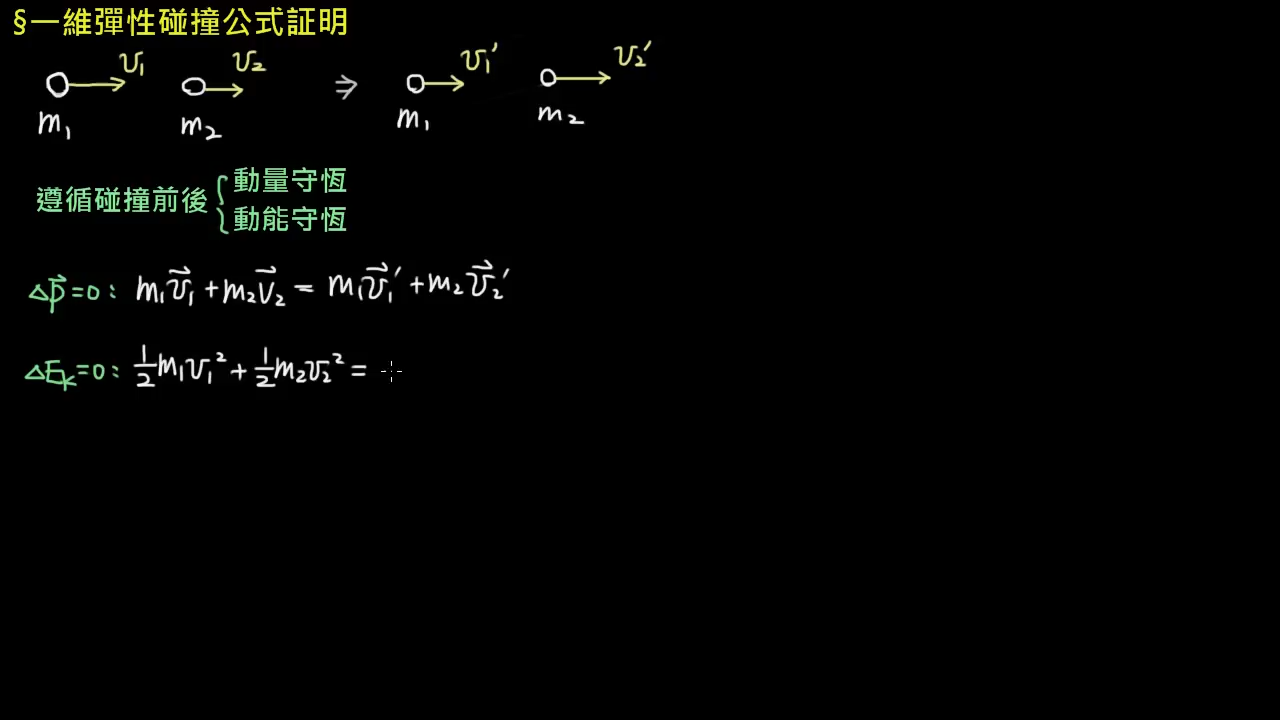 §一維彈性碰撞公式証明
v₁ v₂ ⇒ v₁′ v₂′
m₁ m₂ m₁ m₂
遵循碰撞前後{動量守恆
動能守恆
Δp⃗=0: m₁v⃗₁+m₂v⃗₂=m₁v⃗₁′+m₂v⃗₂′
ΔEₖ=0: ½m₁v₁²+½m₂v₂²=